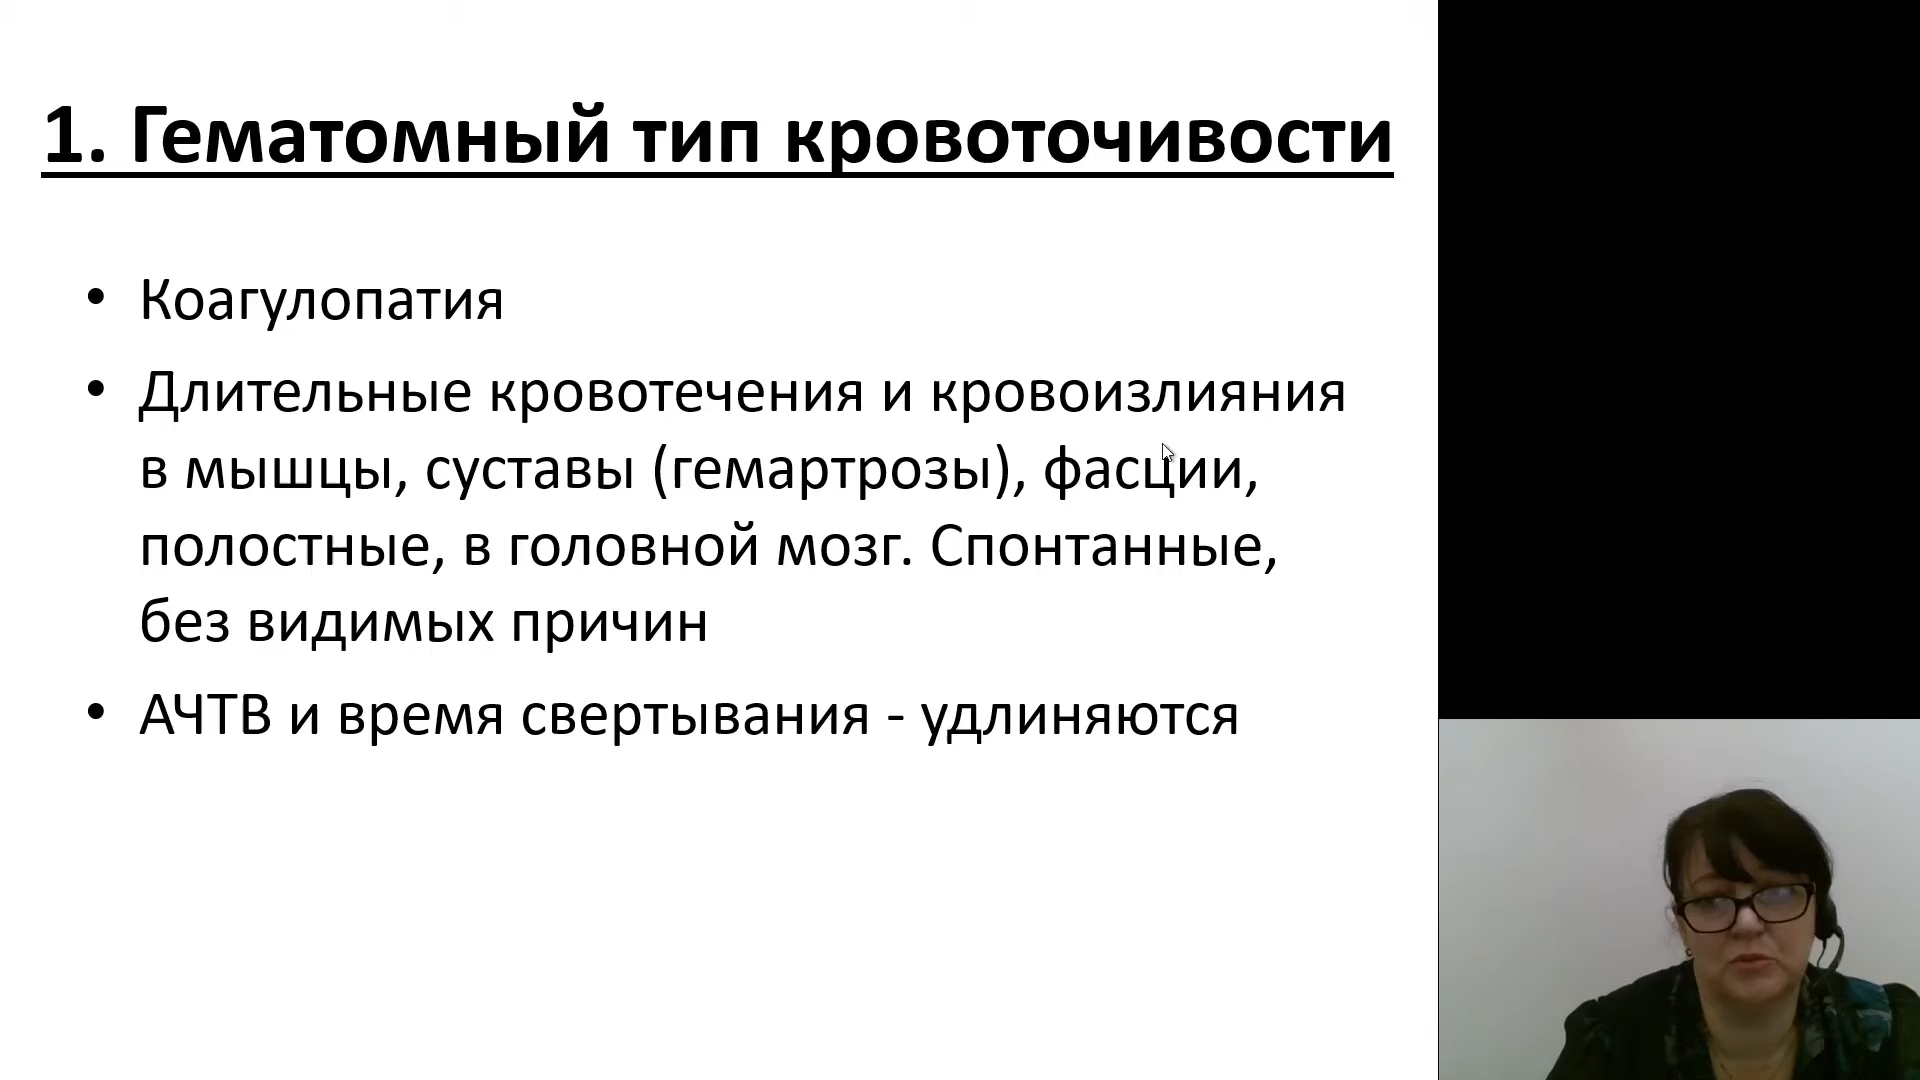 1. Гематомный тип кровоточивости
• Коагулопатия
• Длительные кровотечения и кровоизлияния
в мышцы, суставы (гемартрозы), фасции,
полостные, в головной мозг. Спонтанные,
без видимых причин
• АЧТВ и время свертывания - удлиняются